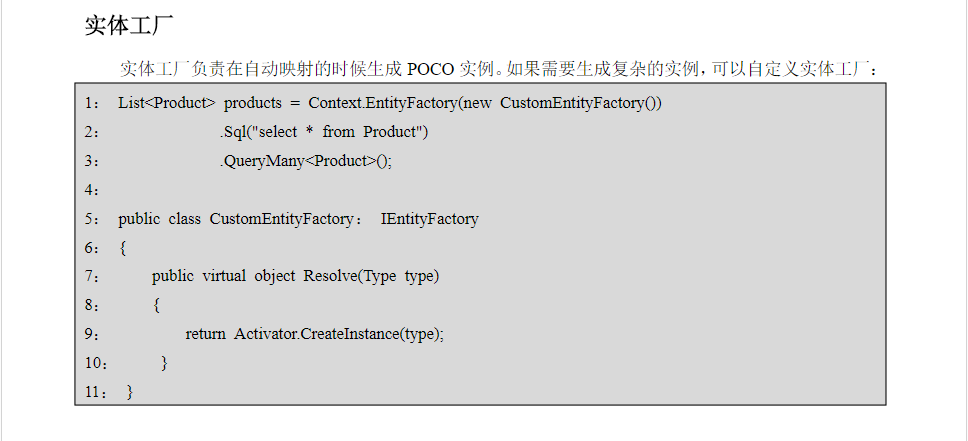 实体工厂
实体工厂负责在自动映射的时候生成 POCO 实例。如果需要生成复杂的实例，可以自定义实体工厂：
1： List<Product> products = Context.EntityFactory(new CustomEntityFactory())
2： .Sql("select * from Product")
3： .QueryMany<Product>();
4：
5： public class CustomEntityFactory： IEntityFactory
6： {
7： public virtual object Resolve(Type type)
8： {
9： return Activator.CreateInstance(type);
10： }
11： }